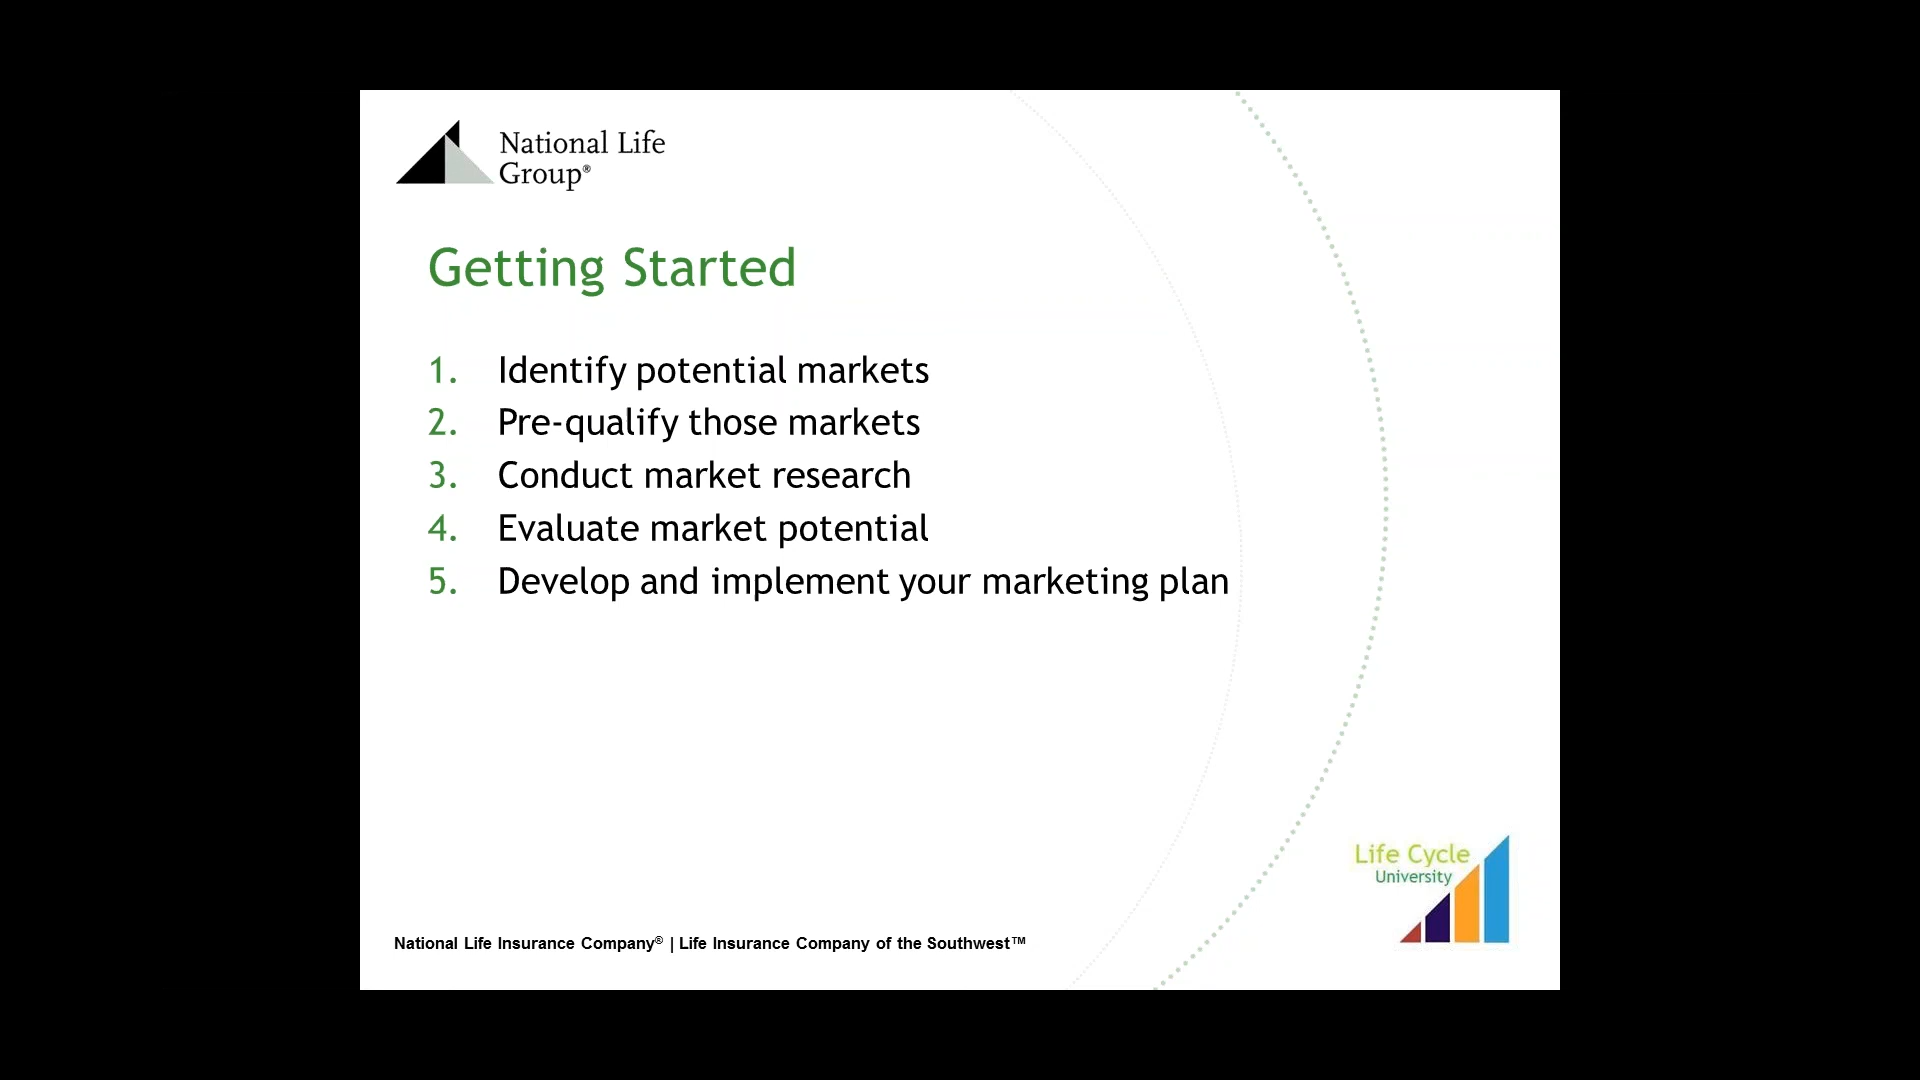 National Life
Group®
Getting Started
1. Identify potential markets
2. Pre-qualify those markets
3. Conduct market research
4. Evaluate market potential
5. Develop and implement your marketing plan
Life Cycle
University
National Life Insurance Company® | Life Insurance Company of the Southwest™